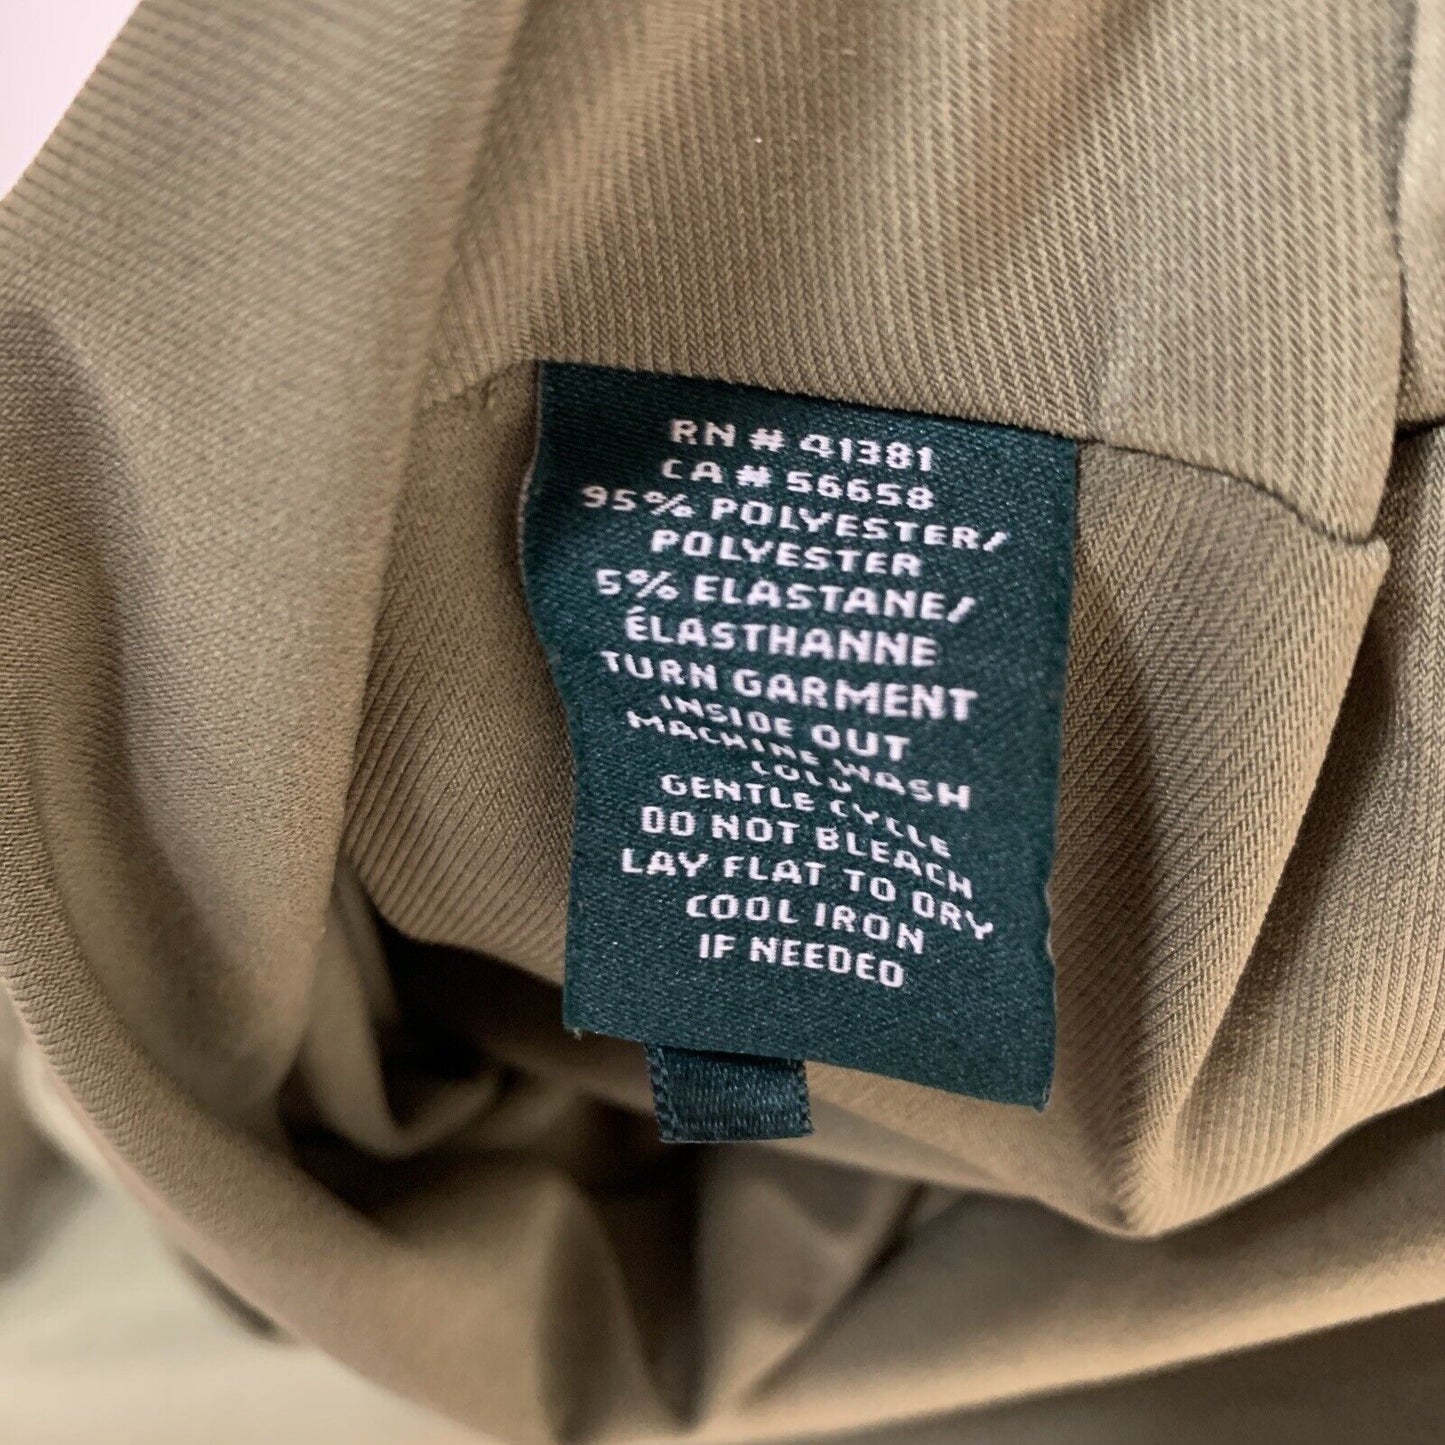 RN # 41381
CA # 56658
95% POLYESTER/
POLYESTER
5% ELASTANE/
ÉLASTHANNE
TURN GARMENT
INSIDE OUT
MACHINE WASH
COLD
GENTLE CYCLE
DO NOT BLEACH
LAY FLAT TO DRY
COOL IRON
IF NEEDED